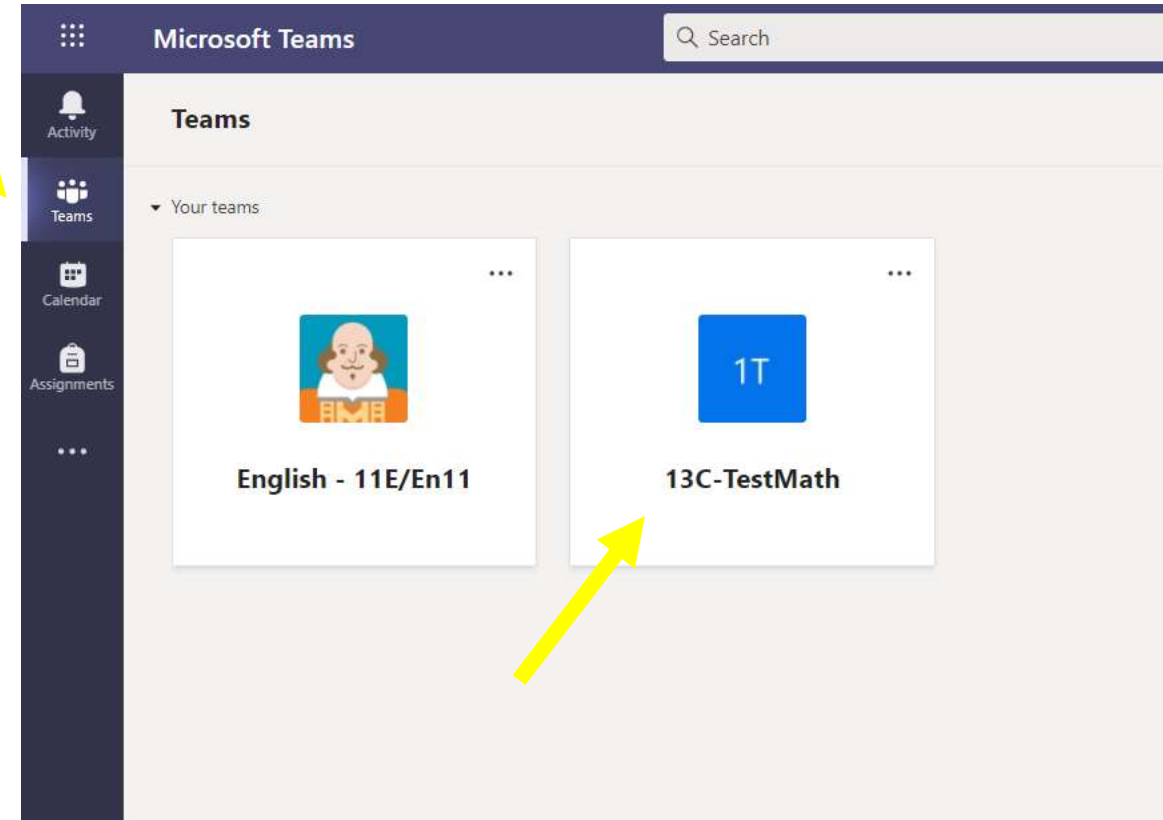 Microsoft Teams
Search
Activity
Teams
Teams
Your teams
Calendar
Assignments
1T
English - 11E/En11
13C-TestMath